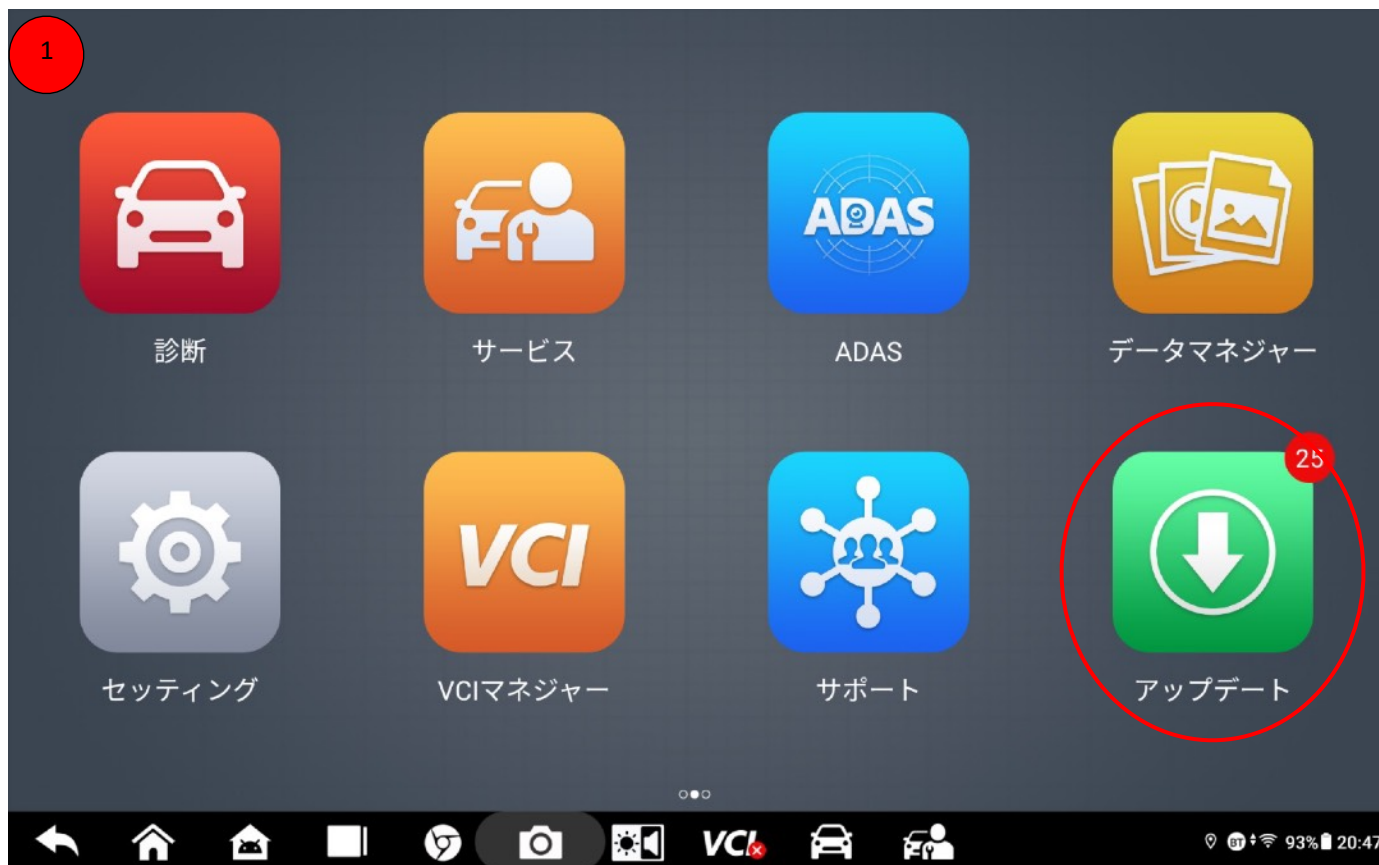 1
診断
サービス
ADAS
ADAS
データマネジャー
25
セッティング
VCI
VCIマネジャー
サポート
アップデート
VCI
BT 93% 20:47